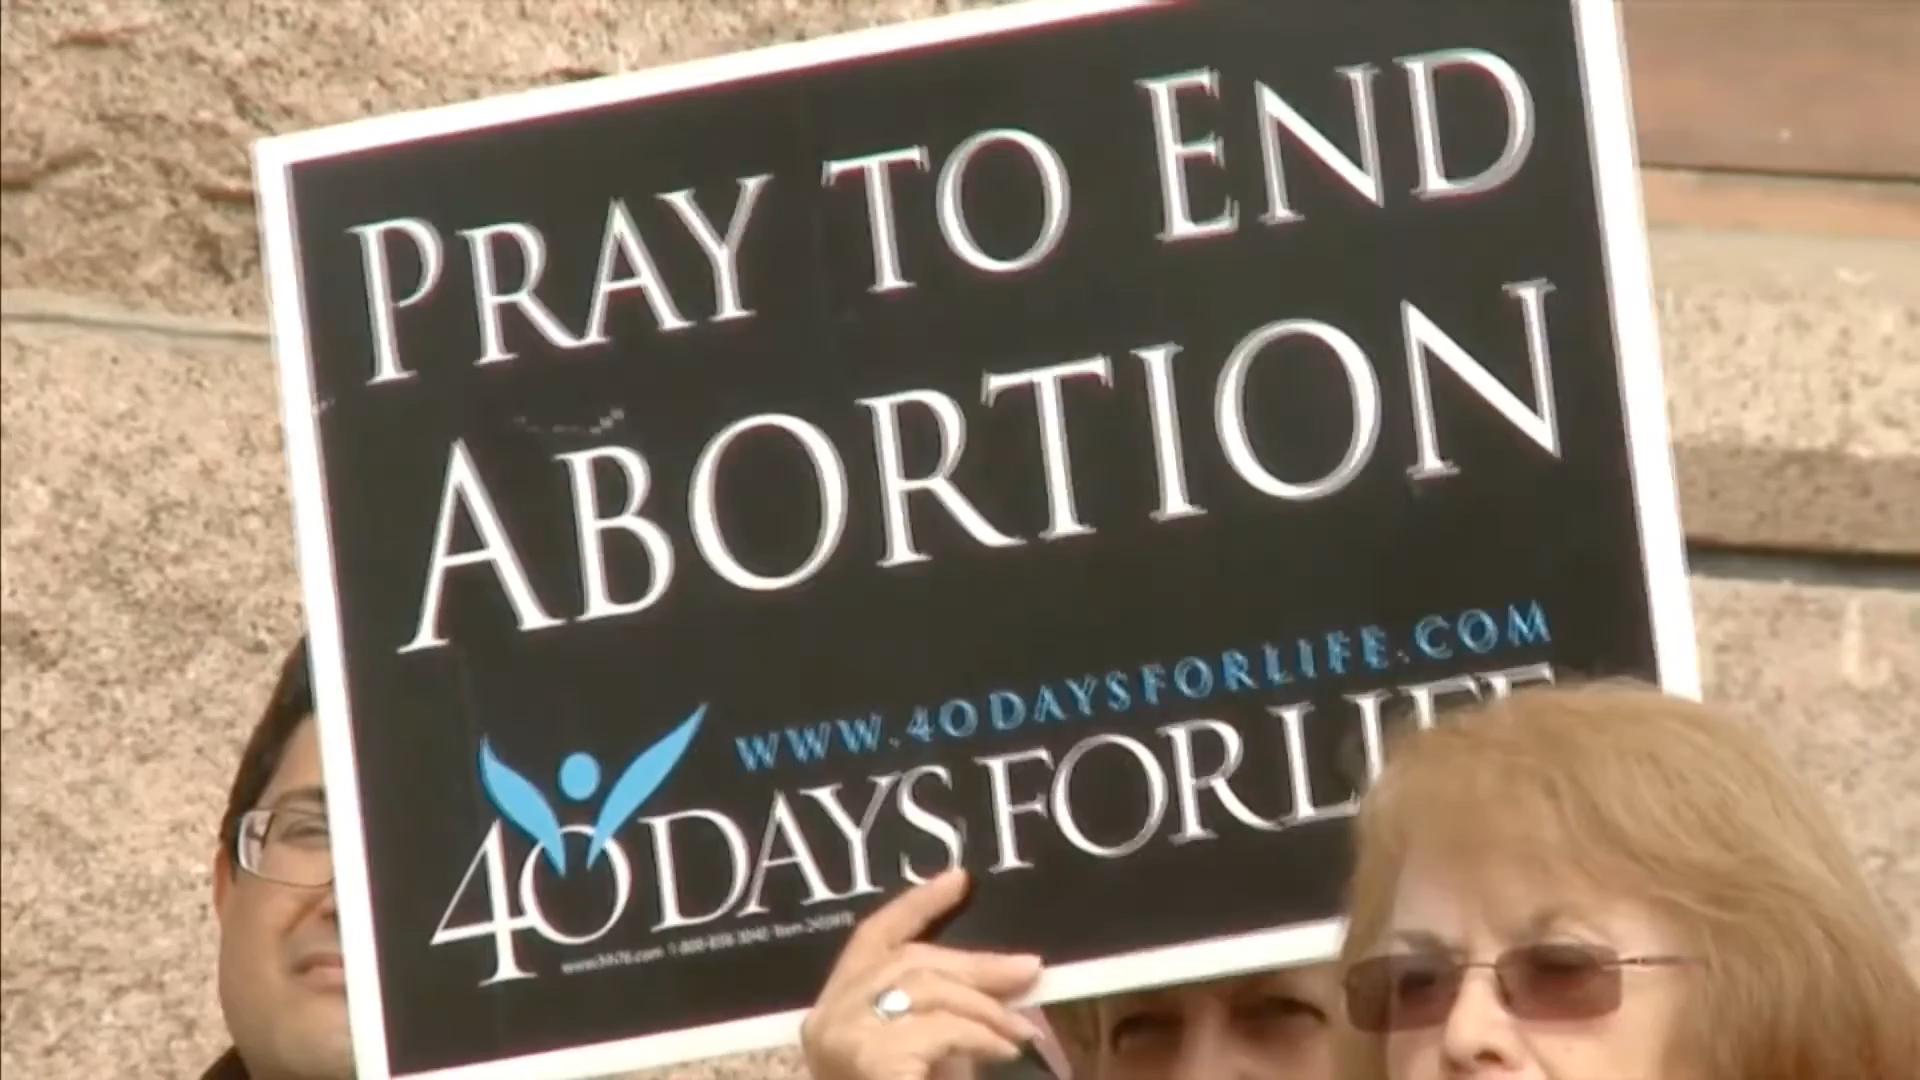 PRAY TO END
ABORTION
WWW.40DAYSFORLIFE.COM
40 DAYS FOR LIFE